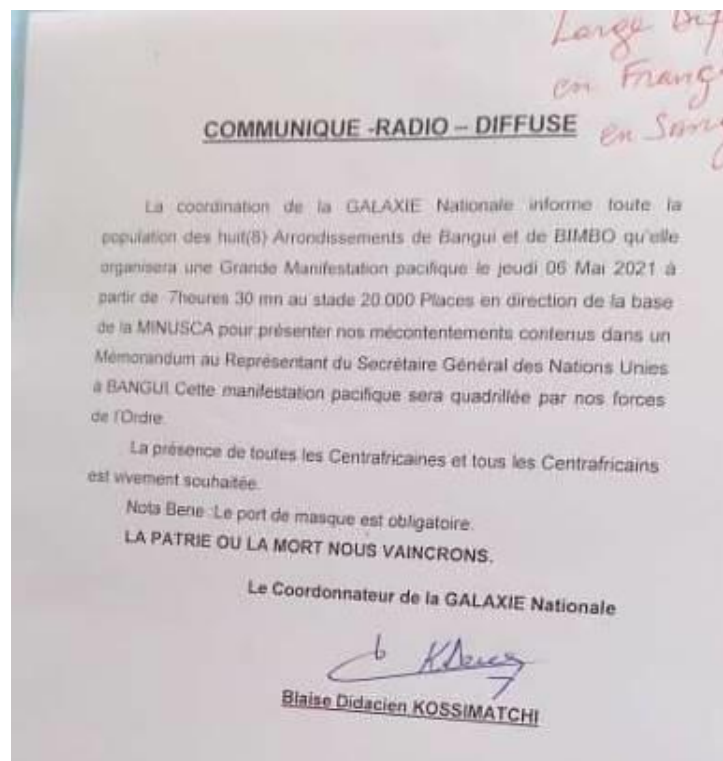 Large
en
en
COMMUNIQUE -RADIO – DIFFUSE
La coordination de la GALAXIE Nationale informe toute la
population des huit(8) Arrondissements de Bangui et de BIMBO qu'elle
organisera une Grande Manifestation pacifique le jeudi 06 Mai 2021 à
partir de 7heures 30 mn au stade 20.000 Places en direction de la base
de la MINUSCA pour présenter nos mécontentements contenus dans un
Mémorandum au Représentant du Secrétaire Général des Nations Unies
à BANGUI.Cette manifestation pacifique sera quadrillée par nos forces
de l'Ordre.
La présence de toutes les Centrafricaines et tous les Centrafricains
est vivement souhaitée.
Nota Bene :Le port de masque est obligatoire.
LA PATRIE OU LA MORT NOUS VAINCRONS.
Le Coordonnateur de la GALAXIE Nationale
Blaise Didacien KOSSIMATCHI